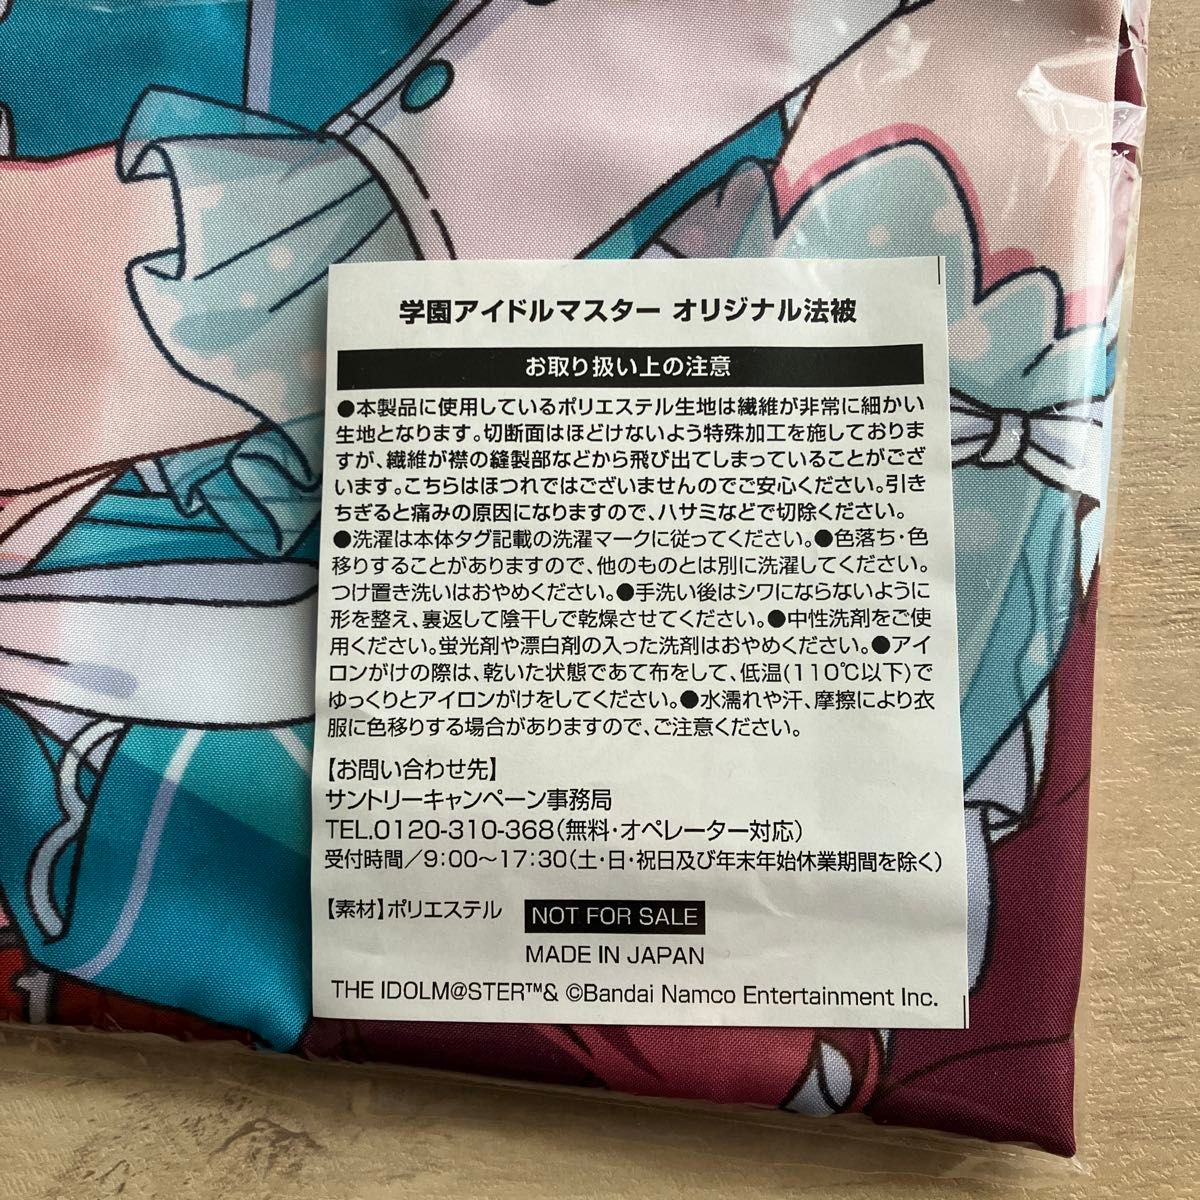 学園アイドルマスター オリジナル法被
お取り扱い上の注意
●本製品に使用しているポリエステル生地は繊維が非常に細かい
生地となります。切断面はほどけないよう特殊加工を施しておりま
すが、繊維が襟の縫製部などから飛び出てしまっていることがござ
います。こちらはほつれではございませんのでご安心ください。引き
ちぎると痛みの原因になりますので、ハサミなどで切除ください。
●洗濯は本体タグ記載の洗濯マークに従ってください。●色落ち・色
移りすることがありますので、他のものとは別に洗濯してください。
つけ置き洗いはおやめください。●手洗い後はシワにならないように
形を整え、裏返して陰干しで乾燥させてください。●中性洗剤をご使
用ください。蛍光剤や漂白剤の入った洗剤はおやめください。●アイ
ロンがけの際は、乾いた状態であて布をして、低温(110℃以下)で
ゆっくりとアイロンがけをしてください。●水濡れや汗、摩擦により衣
服に色移りする場合がありますので、ご注意ください。
【お問い合わせ先】
サントリーキャンペーン事務局
TEL.0120-310-368(無料・オペレーター対応)
受付時間/9:00〜17:30(土・日・祝日及び年末年始休業期間を除く)
【素材】ポリエステル NOT FOR SALE
MADE IN JAPAN
THE IDOLM@STER™& ©Bandai Namco Entertainment Inc.